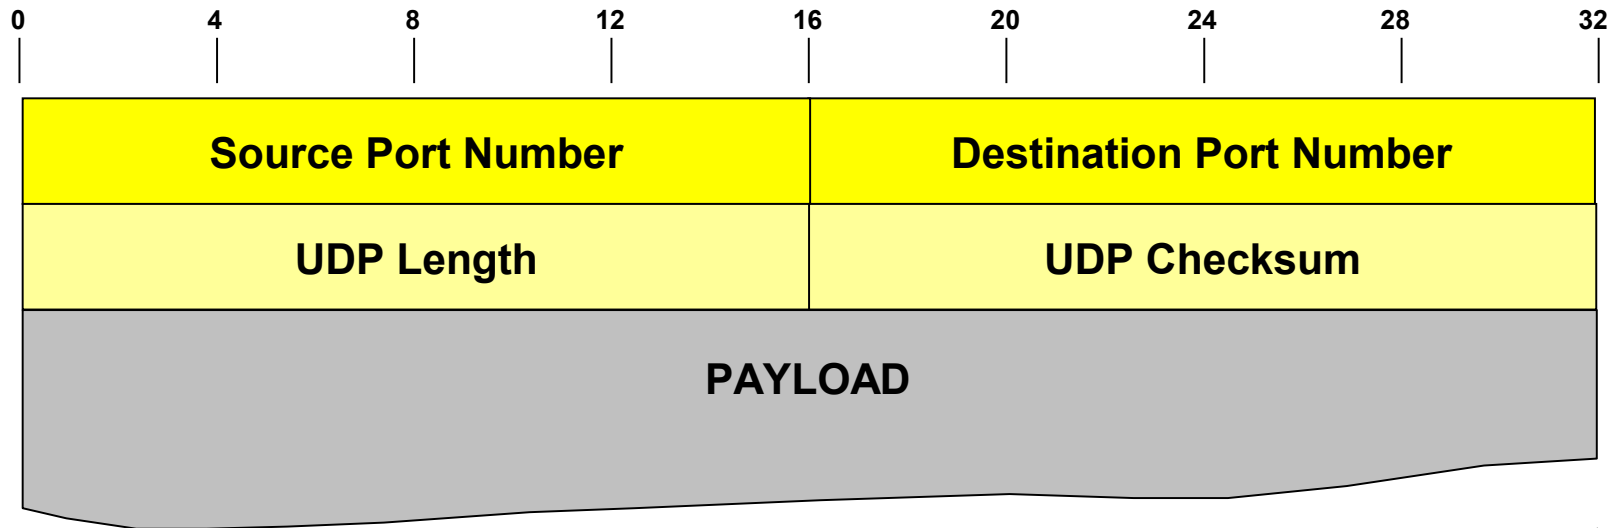 0 4 8 12 16 20 24 28 32
Source Port Number Destination Port Number
UDP Length UDP Checksum
PAYLOAD